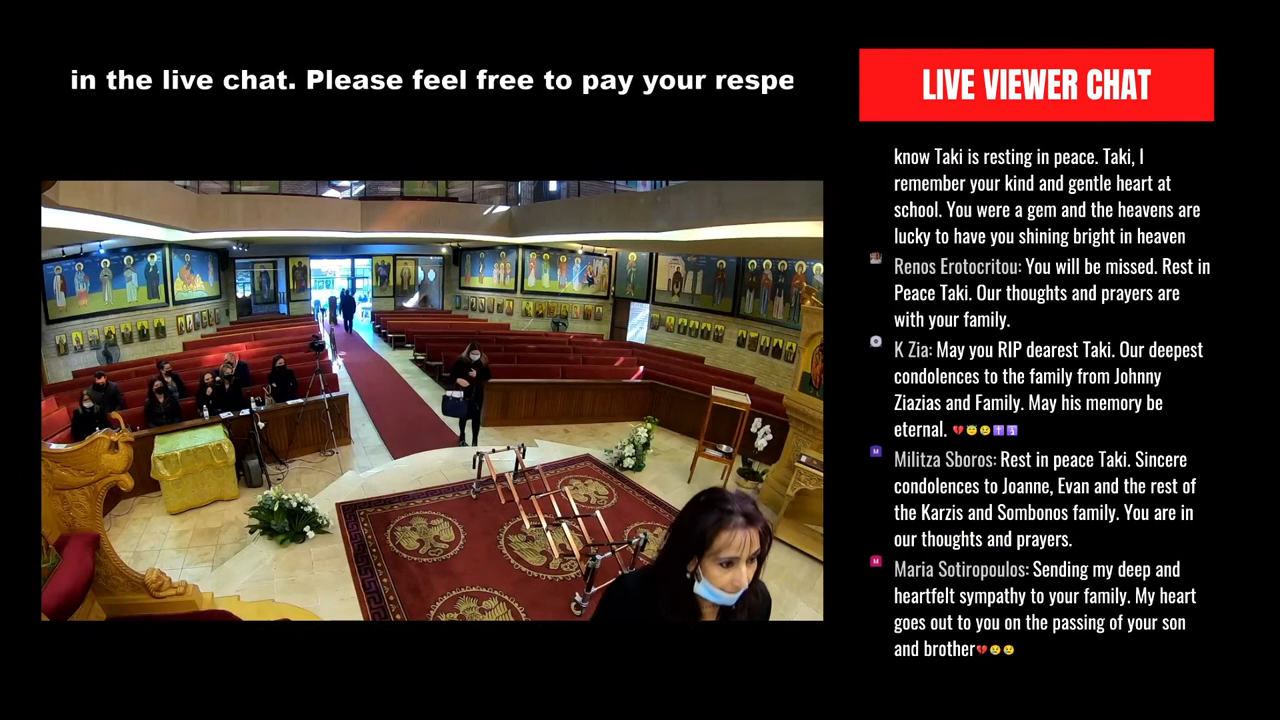 in the live chat. Please feel free to pay your respe
LIVE VIEWER CHAT
know Taki is resting in peace. Taki, I
remember your kind and gentle heart at
school. You were a gem and the heavens are
lucky to have you shining bright in heaven
Renos Erotocritou: You will be missed. Rest in
Peace Taki. Our thoughts and prayers are
with your family.
K Zia: May you RIP dearest Taki. Our deepest
condolences to the family from Johnny
Ziazias and Family. May his memory be
eternal. 💔😇😢✝️🛐
M
Militza Sboros: Rest in peace Taki. Sincere
condolences to Joanne, Evan and the rest of
the Karzis and Sombonos family. You are in
our thoughts and prayers.
M
Maria Sotiropoulos: Sending my deep and
heartfelt sympathy to your family. My heart
goes out to you on the passing of your son
and brother💔😢😢